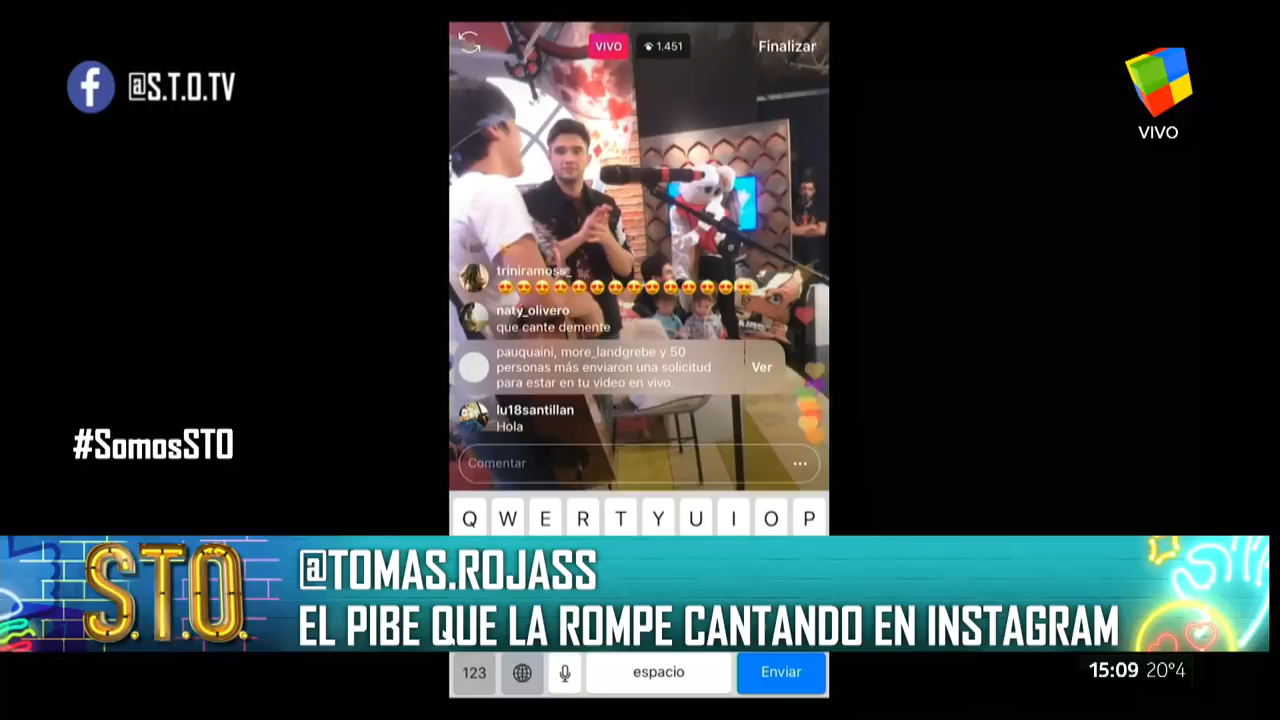 @S.T.O.TV
VIVO
1.451
Finalizar
VIVO
triniramoss_
naty_olivero
que cante demente
pauquaini, more_landgrebe y 50
personas más enviaron una solicitud
para estar en tu video en vivo.
Ver
lu18santillan
Hola
#SomosSTO
Comentar
Q W E R T Y U I O P
S.T.O.
@TOMAS.ROJASS
EL PIBE QUE LA ROMPE CANTANDO EN INSTAGRAM
123
espacio
Enviar
15:09 20°4